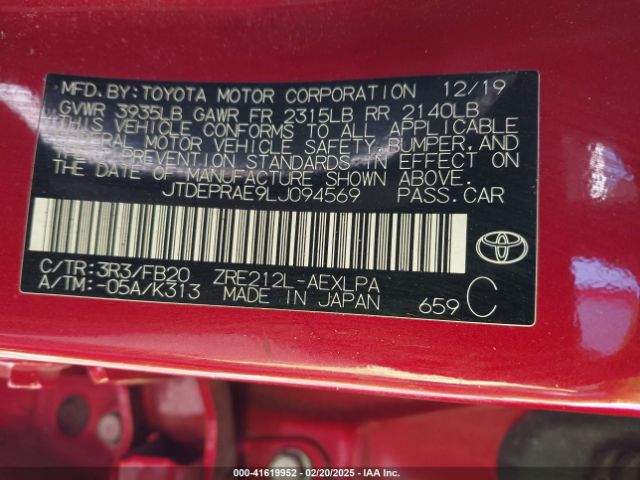 MFD. BY: TOYOTA MOTOR CORPORATION 12/19
GVWR 3935LB GAWR FR 2315LB RR 2140LB
THIS VEHICLE CONFORMS TO ALL APPLICABLE
FEDERAL MOTOR VEHICLE SAFETY, BUMPER, AND
THEFT PREVENTION STANDARDS IN EFFECT ON
THE DATE OF MANUFACTURE SHOWN ABOVE.
JTDEPRAE9LJ094569 PASS. CAR
C/TR: 3R3/FB20 ZRE212L-AEXLPA
A/TM: -05A/K313 MADE IN JAPAN 659 C
000-41619952 — 02/20/2025 — IAA Inc.